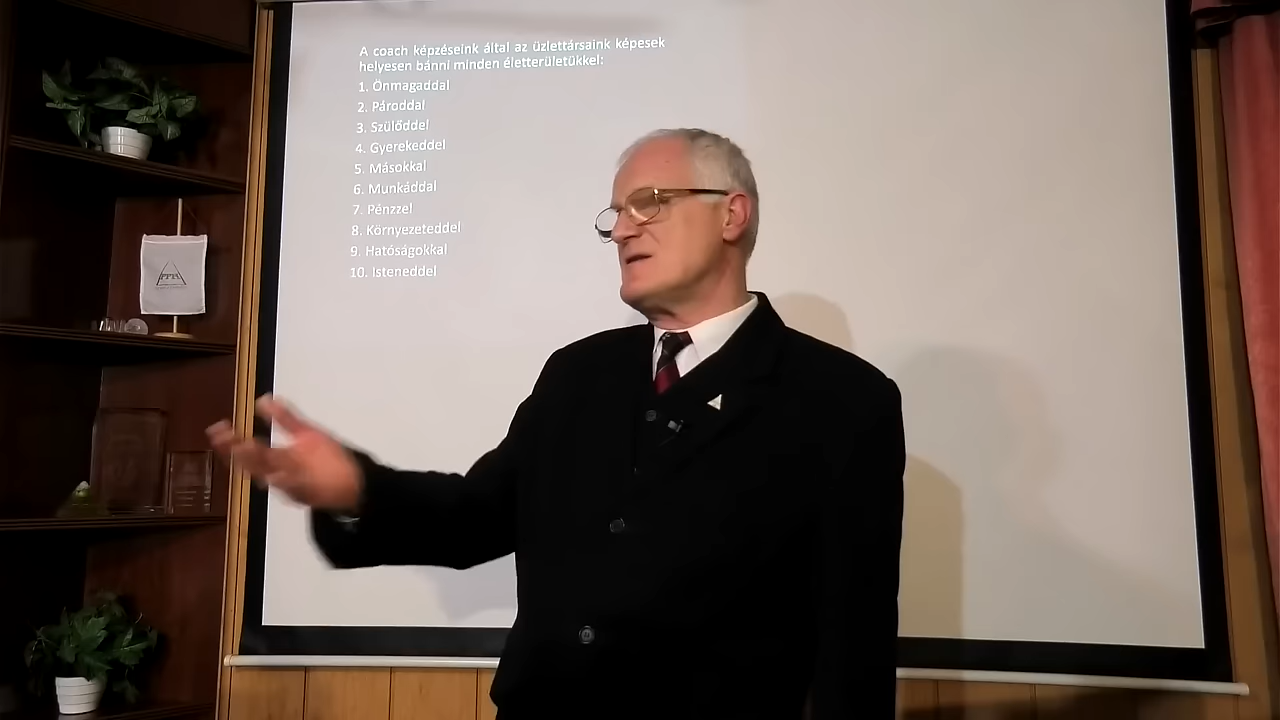 A coach képzéseink által az üzlettársaink képesek
helyesen bánni minden életterületükkel:
1. Önmagaddal
2. Pároddal
3. Szülőddel
4. Gyerekeddel
5. Másokkal
6. Munkáddal
7. Pénzzel
8. Környezeteddel
9. Hatóságokkal
10. Isteneddel